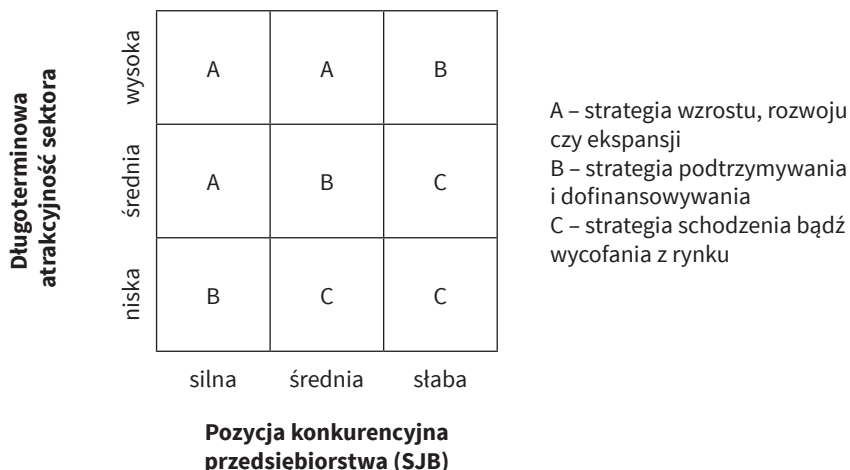 Długoterminowa
atrakcyjność sektora
wysoka
A
A
B
średnia
A
B
C
niska
B
C
C
silna
średnia
słaba
Pozycja konkurencyjna
przedsiębiorstwa (SJB)
A – strategia wzrostu, rozwoju
czy ekspansji
B – strategia podtrzymywania
i dofinansowywania
C – strategia schodzenia bądź
wycofania z rynku